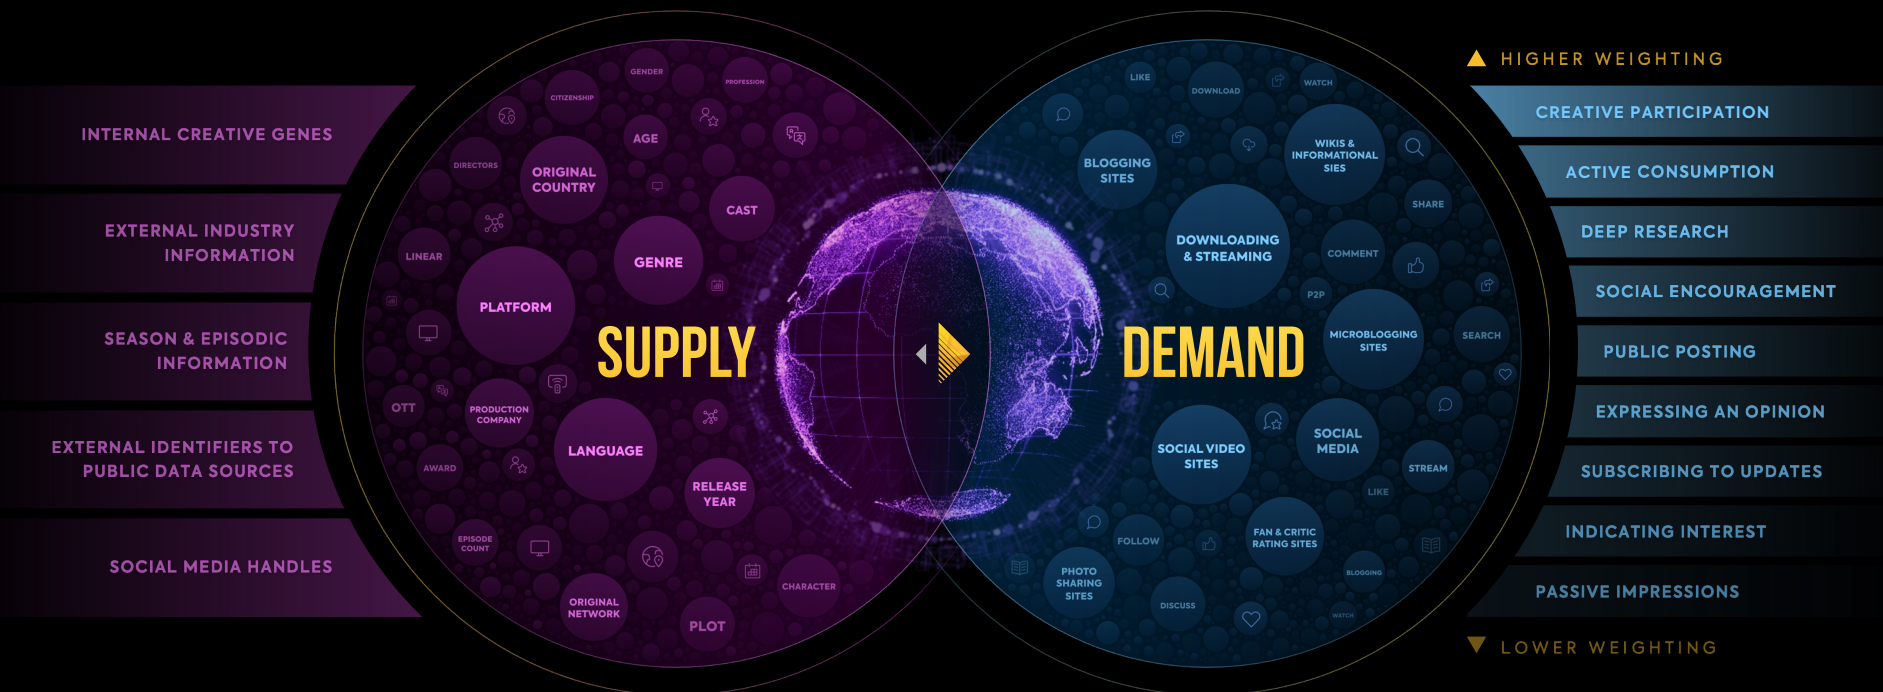 INTERNAL CREATIVE GENES
EXTERNAL INDUSTRY
INFORMATION
SEASON & EPISODIC
INFORMATION
EXTERNAL IDENTIFIERS TO
PUBLIC DATA SOURCES
SOCIAL MEDIA HANDLES
GENDER
PROFESSION
CITIZENSHIP
AGE
DIRECTORS
ORIGINAL
COUNTRY
CAST
LINEAR
GENRE
PLATFORM
SUPPLY
OTT
PRODUCTION
COMPANY
LANGUAGE
AWARD
RELEASE
YEAR
EPISODE
COUNT
CHARACTER
ORIGINAL
NETWORK
PLOT
LIKE
DOWNLOAD
WATCH
BLOGGING
SITES
WIKIS &
INFORMATIONAL
SIES
SHARE
DOWNLOADING
& STREAMING
COMMENT
P2P
DEMAND
MICROBLOGGING
SITES
SEARCH
SOCIAL VIDEO
SITES
SOCIAL
MEDIA
STREAM
LIKE
FOLLOW
FAN & CRITIC
RATING SITES
PHOTO
SHARING
SITES
BLOGGING
DISCUSS
WATCH
HIGHER WEIGHTING
CREATIVE PARTICIPATION
ACTIVE CONSUMPTION
DEEP RESEARCH
SOCIAL ENCOURAGEMENT
PUBLIC POSTING
EXPRESSING AN OPINION
SUBSCRIBING TO UPDATES
INDICATING INTEREST
PASSIVE IMPRESSIONS
LOWER WEIGHTING